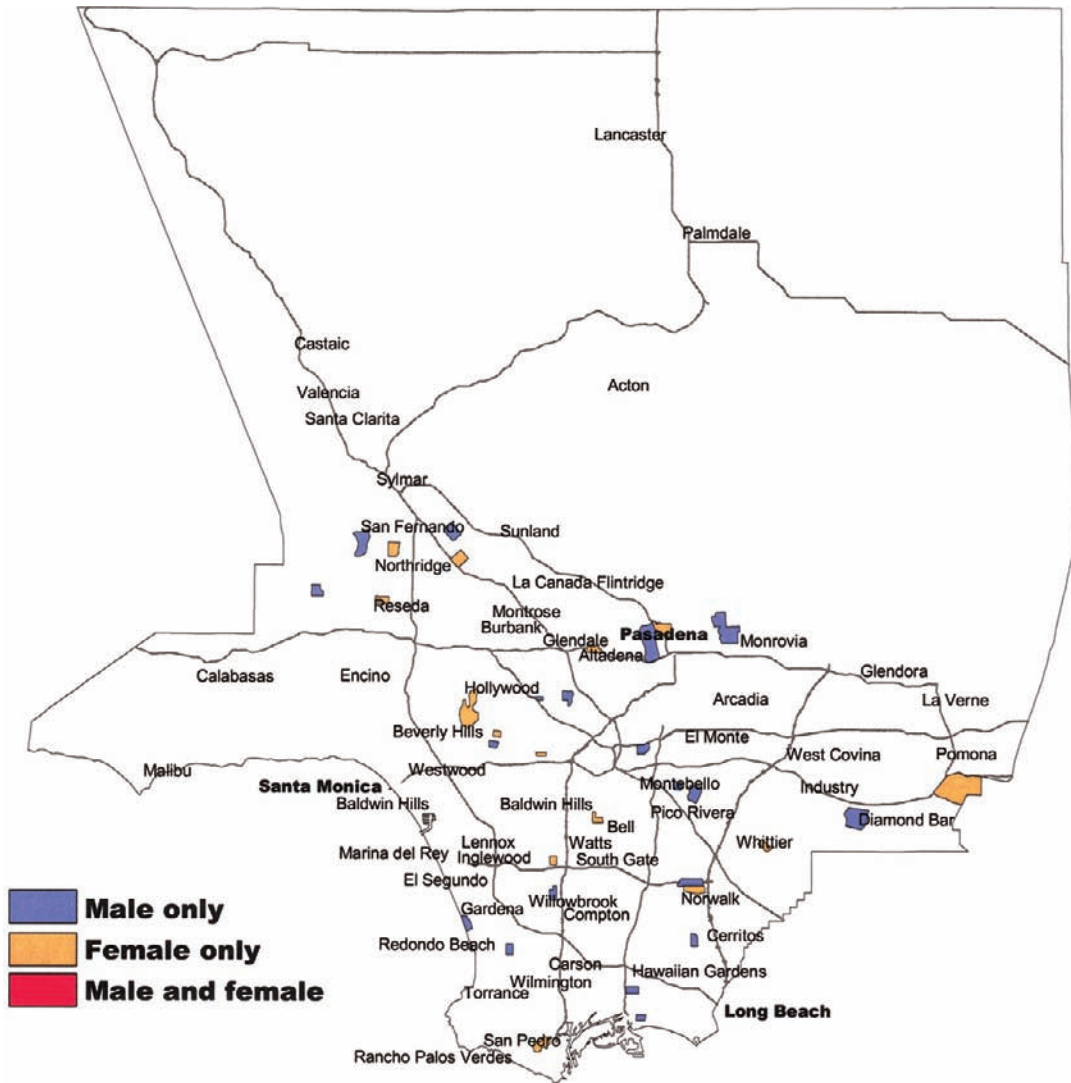 Lancaster
Palmdale
Castaic
Acton
Valencia
Santa Clarita
Sylmar
San Fernando
Sunland
Northridge
La Canada Flintridge
Reseda
Montrose
Burbank
Glendale
Pasadena
Monrovia
Altadena
Calabasas
Encino
Glendora
Hollywood
Arcadia
La Verne
Beverly Hills
El Monte
West Covina
Pomona
Malibu
Westwood
Santa Monica
Montebello
Industry
Baldwin Hills
Baldwin Hills
Pico Rivera
Diamond Bar
Bell
Marina del Rey
Lennox
Watts
Whittier
Inglewood
South Gate
El Segundo
Willowbrook
Norwalk
Gardena
Compton
Redondo Beach
Cerritos
Carson
Hawaiian Gardens
Wilmington
Torrance
Long Beach
San Pedro
Rancho Palos Verdes
Male only
Female only
Male and female